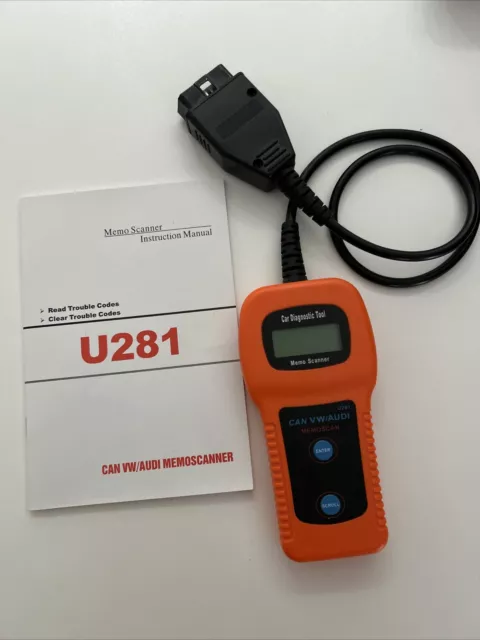 Memo Scanner
Instruction Manual
➤ Read Trouble Codes
➤ Clear Trouble Codes
U281
CAN VW/AUDI MEMOSCANNER
Car Diagnostic Tool
Memo Scanner
U281
CAN VW/AUDI
MEMOSCAN
ENTER
SCROLL